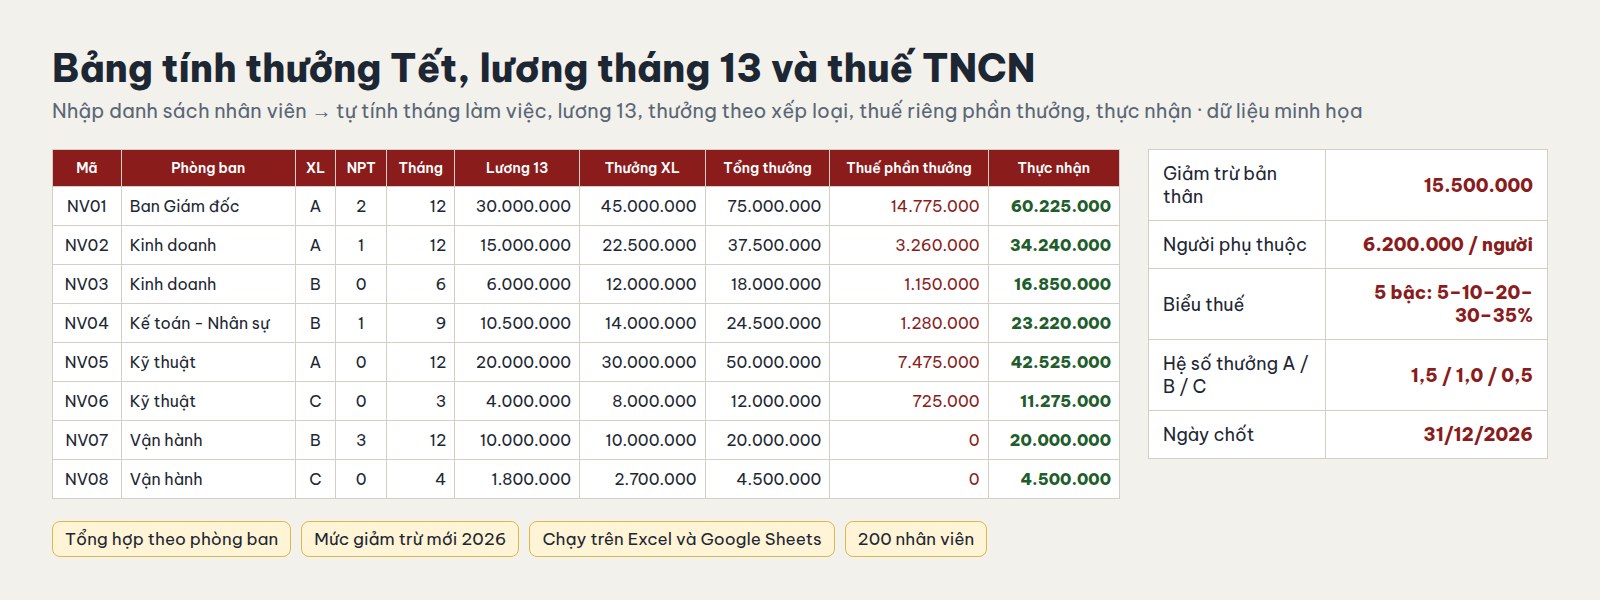 Bảng tính thưởng Tết, lương tháng 13 và thuế TNCN
Nhập danh sách nhân viên → tự tính tháng làm việc, lương 13, thưởng theo xếp loại, thuế riêng phần thưởng, thực nhận · dữ liệu minh họa
Mã Phòng ban XL NPT Tháng Lương 13 Thưởng XL Tổng thưởng Thuế phần thưởng Thực nhận
NV01 Ban Giám đốc A 2 12 30.000.000 45.000.000 75.000.000 14.775.000 60.225.000
NV02 Kinh doanh A 1 12 15.000.000 22.500.000 37.500.000 3.260.000 34.240.000
NV03 Kinh doanh B 0 6 6.000.000 12.000.000 18.000.000 1.150.000 16.850.000
NV04 Kế toán - Nhân sự B 1 9 10.500.000 14.000.000 24.500.000 1.280.000 23.220.000
NV05 Kỹ thuật A 0 12 20.000.000 30.000.000 50.000.000 7.475.000 42.525.000
NV06 Kỹ thuật C 0 3 4.000.000 8.000.000 12.000.000 725.000 11.275.000
NV07 Vận hành B 3 12 10.000.000 10.000.000 20.000.000 0 20.000.000
NV08 Vận hành C 0 4 1.800.000 2.700.000 4.500.000 0 4.500.000
Giảm trừ bản
thân
15.500.000
Người phụ thuộc 6.200.000 / người
Biểu thuế
5 bậc: 5-10-20-
30-35%
Hệ số thưởng A /
B / C
1,5 / 1,0 / 0,5
Ngày chốt 31/12/2026
Tổng hợp theo phòng ban
Mức giảm trừ mới 2026
Chạy trên Excel và Google Sheets
200 nhân viên